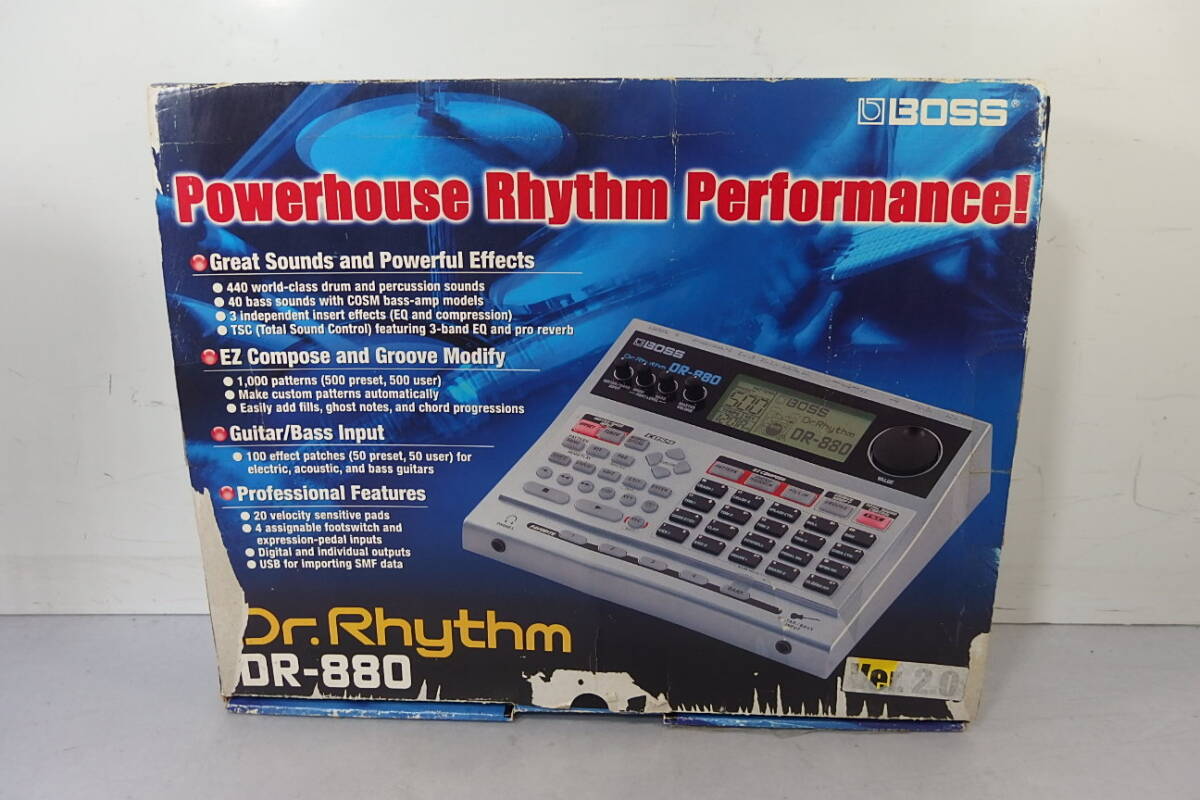 BOSS®
Powerhouse Rhythm Performance!
Great Sounds and Powerful Effects
● 440 world-class drum and percussion sounds
● 40 bass sounds with COSM bass-amp models
● 3 independent insert effects (EQ and compression)
● TSC (Total Sound Control) featuring 3-band EQ and pro reverb
EZ Compose and Groove Modify
● 1,000 patterns (500 preset, 500 user)
● Make custom patterns automatically
● Easily add fills, ghost notes, and chord progressions
Guitar/Bass Input
● 100 effect patches (50 preset, 50 user) for
electric, acoustic, and bass guitars
Professional Features
● 20 velocity sensitive pads
● 4 assignable footswitch and
expression-pedal inputs
● Digital and individual outputs
● USB for importing SMF data
BOSS
Dr.Rhythm DR-880
BOSS
Dr.Rhythm
DR-880
VALUE
Dr.Rhythm
DR-880
Ver. 2.0